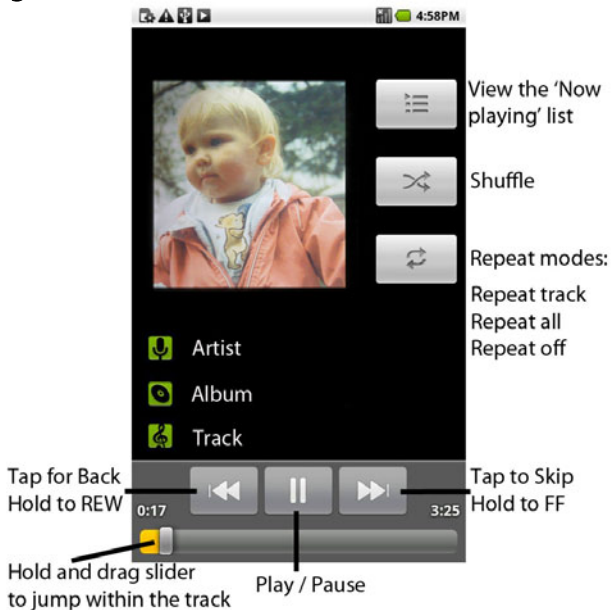 4:58PM
View the 'Now
playing' list
Shuffle
Repeat modes:
Repeat track
Repeat all
Repeat off
Artist
Album
Track
Tap for Back
Hold to REW
Tap to Skip
Hold to FF
0:17
3:25
Hold and drag slider
to jump within the track
Play / Pause